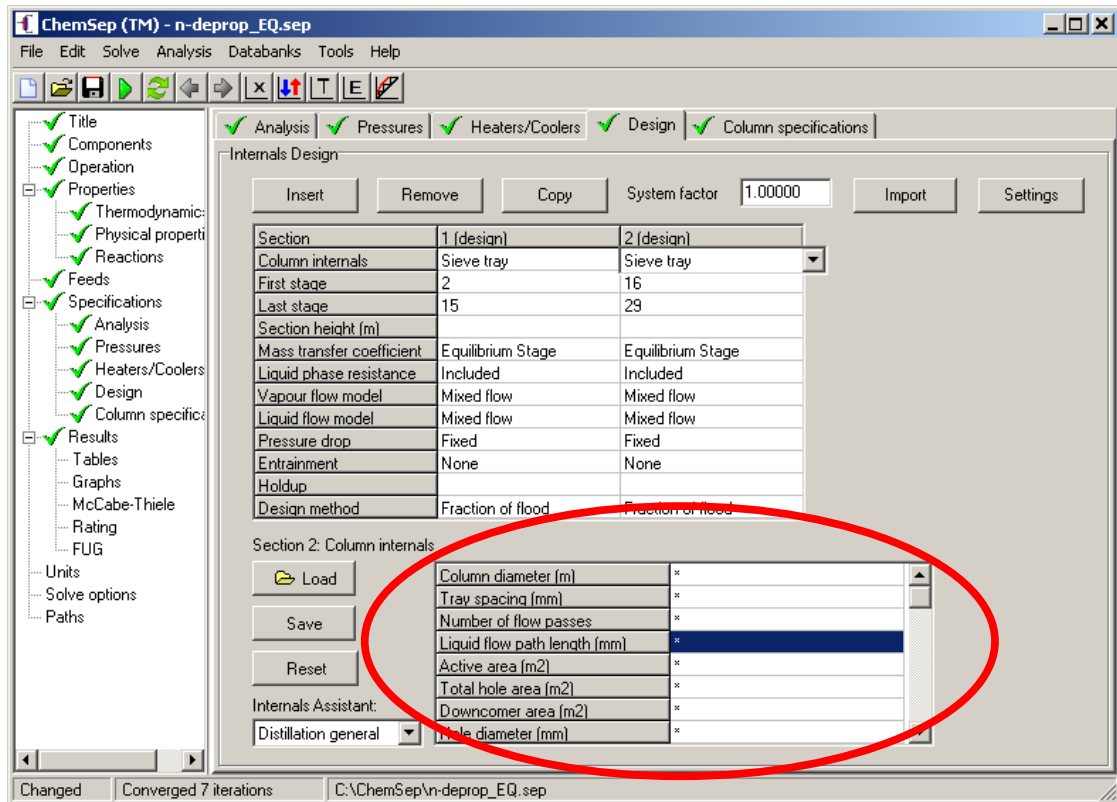 ChemSep (TM) - n-deprop_EQ.sep
File Edit Solve Analysis Databanks Tools Help
T E
Title
Components
Operation
Properties
Thermodynamic
Physical properti
Reactions
Feeds
Specifications
Analysis
Pressures
Heaters/Coolers
Design
Column specifica
Results
Tables
Graphs
McCabe-Thiele
Rating
FUG
Units
Solve options
Paths
Analysis Pressures Heaters/Coolers Design Column specifications
Internals Design
Insert Remove Copy System factor 1.00000 Import Settings
Section 1 (design) 2 (design)
Column internals Sieve tray Sieve tray
First stage 2 16
Last stage 15 29
Section height (m)
Mass transfer coefficient Equilibrium Stage Equilibrium Stage
Liquid phase resistance Included Included
Vapour flow model Mixed flow Mixed flow
Liquid flow model Mixed flow Mixed flow
Pressure drop Fixed Fixed
Entrainment None None
Holdup
Design method Fraction of flood Fraction of flood
Section 2: Column internals
Load
Save
Reset
Internals Assistant:
Distillation general
Column diameter (m) *
Tray spacing (mm) *
Number of flow passes *
Liquid flow path length (mm) *
Active area (m2) *
Total hole area (m2) *
Downcomer area (m2) *
Hole diameter (mm) *
Changed Converged 7 iterations C:\ChemSep\n-deprop_EQ.sep